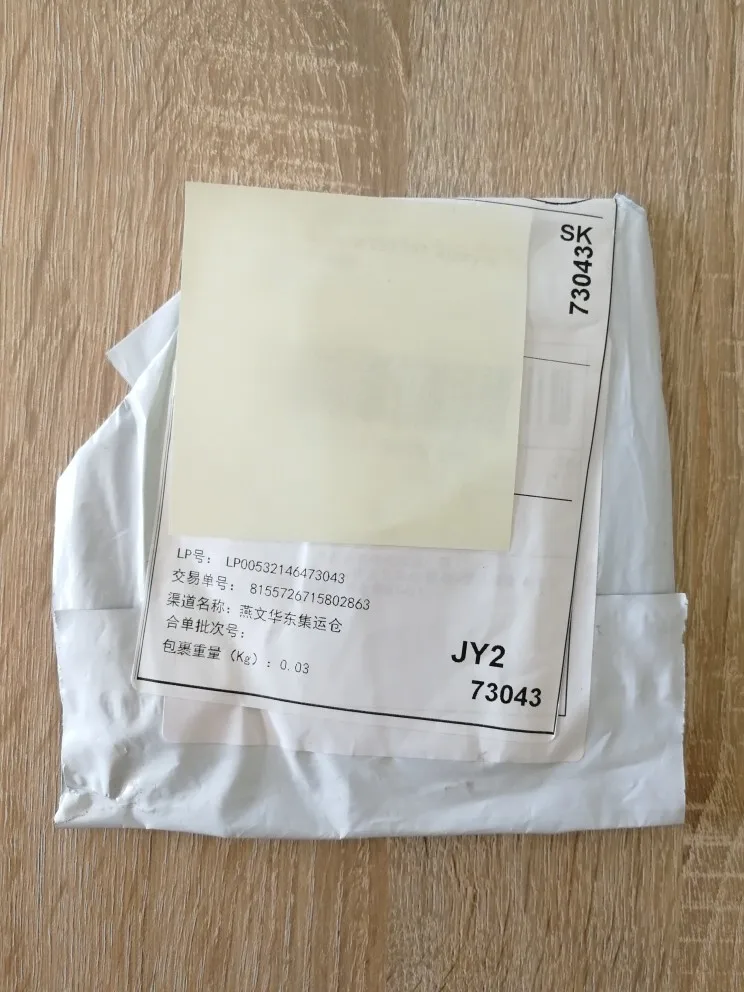 SK
73043
LP号： LP00532146473043
交易单号： 8155726715802863
渠道名称：燕文华东集运仓
合单批次号：
包裹重量（Kg）：0.03
JY2
73043